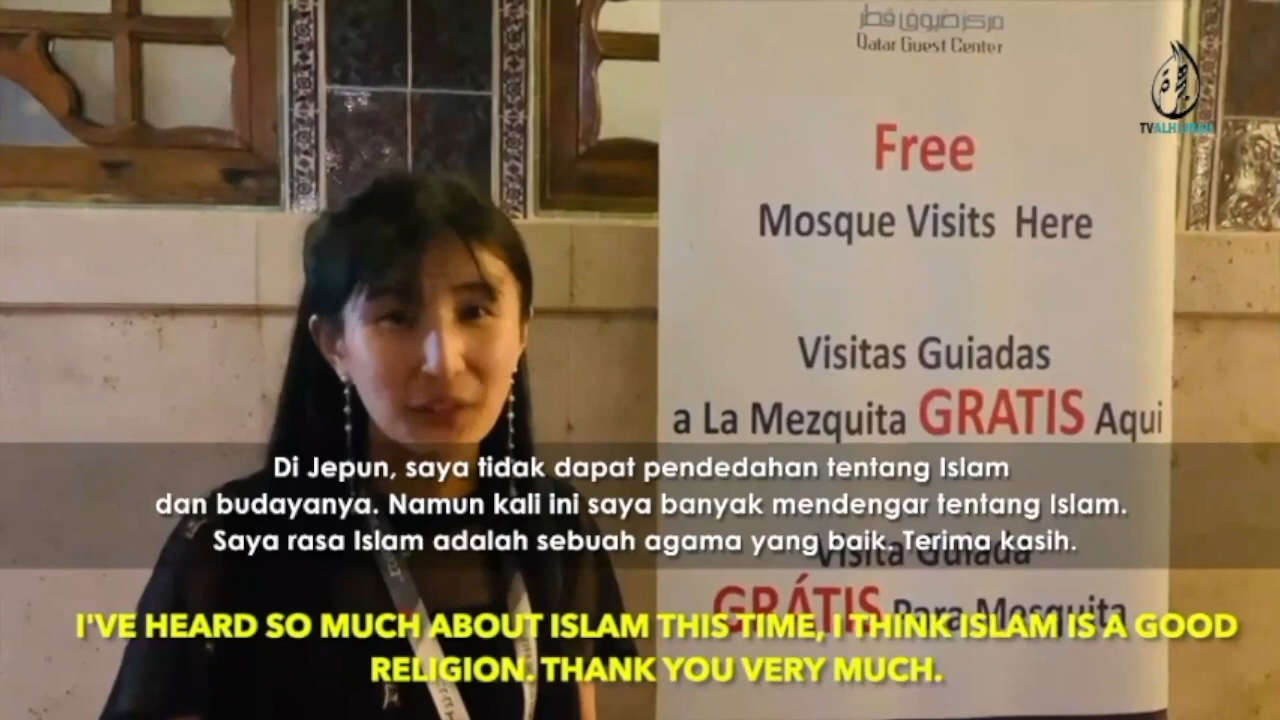 مركز ضيوف قطر
Qatar Guest Center
TVALHIJRAH
Free
Mosque Visits Here
Visitas Guiadas
a La Mezquita GRATIS Aqui
Di Jepun, saya tidak dapat pendedahan tentang Islam
dan budayanya. Namun kali ini saya banyak mendengar tentang Islam.
Saya rasa Islam adalah sebuah agama yang baik. Terima kasih.
Visita Guiada
GRÁTIS Para Mosquita
I'VE HEARD SO MUCH ABOUT ISLAM THIS TIME, I THINK ISLAM IS A GOOD
RELIGION. THANK YOU VERY MUCH.